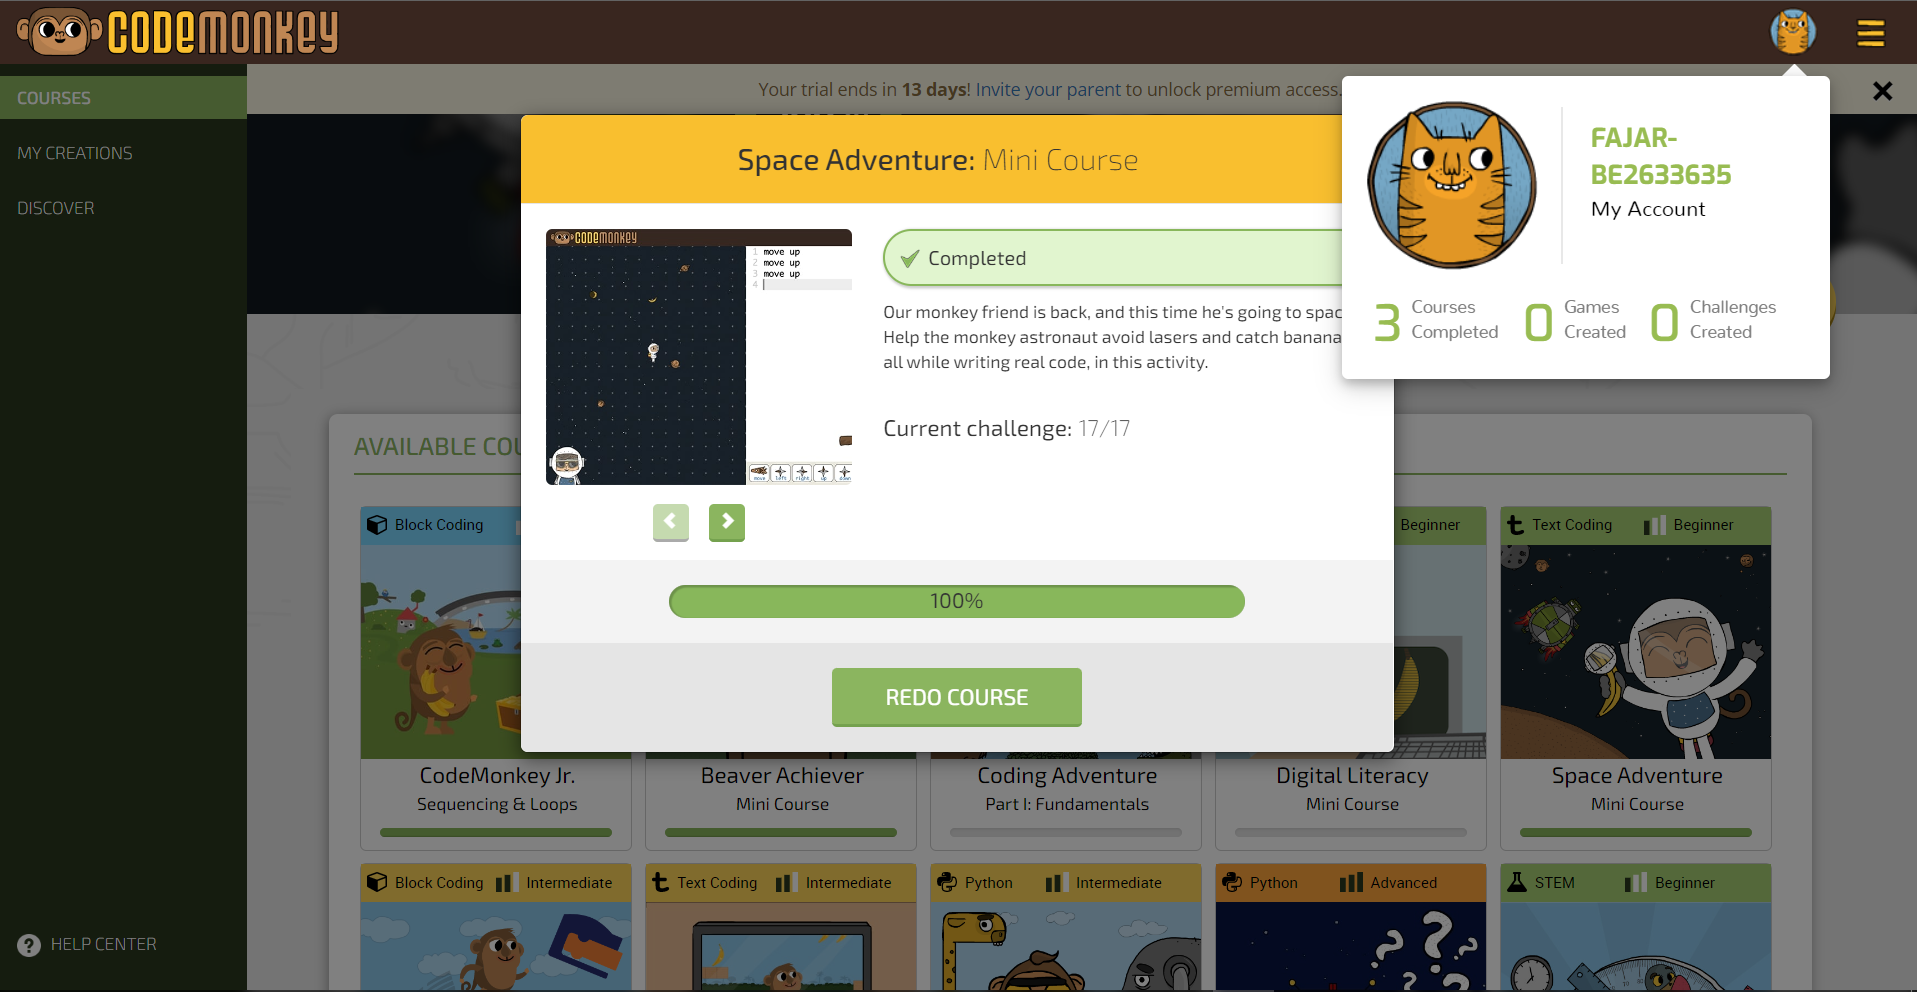 CODEMONKEY
COURSES
MY CREATIONS
DISCOVER
HELP CENTER
Your trial ends in 13 days! Invite your parent to unlock premium access.
FAJAR-
BE2633635
My Account
3 Courses Completed
0 Games Created
0 Challenges Created
Space Adventure: Mini Course
CODEMONKEY
1 move up
2 move up
3 move up
4
move left right up down
Completed
Our monkey friend is back, and this time he's going to spac
Help the monkey astronaut avoid lasers and catch banana
all while writing real code, in this activity.
Current challenge: 17/17
100%
REDO COURSE
AVAILABLE COU
Block Coding
Beginner
Text Coding Beginner
CodeMonkey Jr.
Sequencing & Loops
Beaver Achiever
Mini Course
Coding Adventure
Part I: Fundamentals
Digital Literacy
Mini Course
Space Adventure
Mini Course
Block Coding Intermediate
Text Coding Intermediate
Python Intermediate
Python Advanced
STEM Beginner